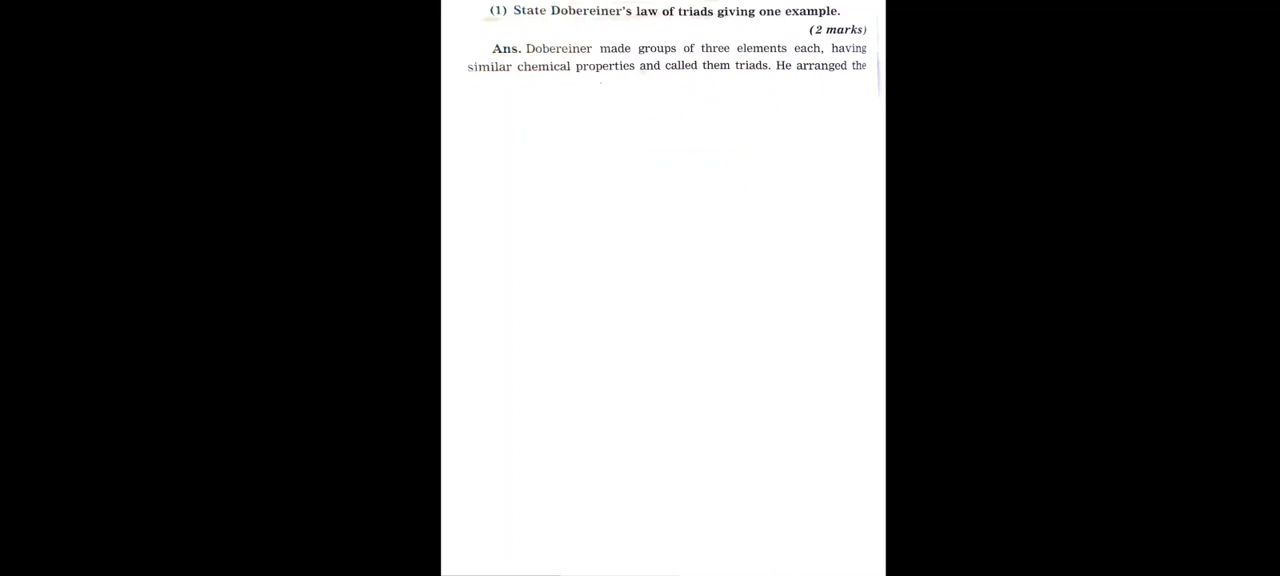 (1) State Dobereiner's law of triads giving one example.
(2 marks)
Ans. Dobereiner made groups of three elements each, having
similar chemical properties and called them triads. He arranged the